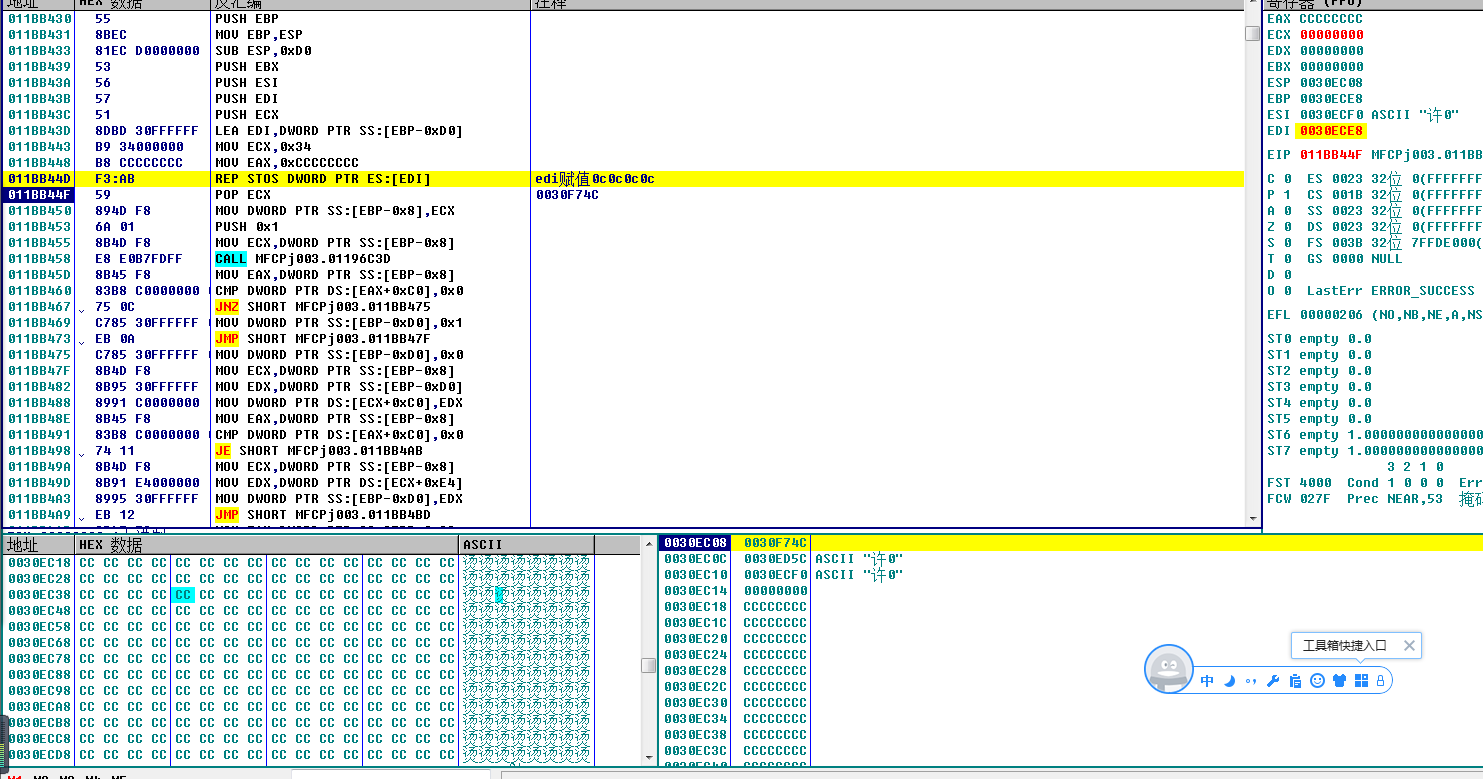 地址 HEX 数据 反汇编 注释
011BB430 55 PUSH EBP
011BB431 8BEC MOV EBP,ESP
011BB433 81EC D0000000 SUB ESP,0xD0
011BB439 53 PUSH EBX
011BB43A 56 PUSH ESI
011BB43B 57 PUSH EDI
011BB43C 51 PUSH ECX
011BB43D 8DBD 30FFFFFF LEA EDI,DWORD PTR SS:[EBP-0xD0]
011BB443 B9 34000000 MOV ECX,0x34
011BB448 B8 CCCCCCCC MOV EAX,0xCCCCCCCC
011BB44D F3:AB REP STOS DWORD PTR ES:[EDI] edi赋值0c0c0c0c
011BB44F 59 POP ECX 0030F74C
011BB450 894D F8 MOV DWORD PTR SS:[EBP-0x8],ECX
011BB453 6A 01 PUSH 0x1
011BB455 8B4D F8 MOV ECX,DWORD PTR SS:[EBP-0x8]
011BB458 E8 E0B7FDFF CALL MFCPj003.01196C3D
011BB45D 8B45 F8 MOV EAX,DWORD PTR SS:[EBP-0x8]
011BB460 83B8 C0000000 CMP DWORD PTR DS:[EAX+0xC0],0x0
011BB467 75 0C JNZ SHORT MFCPj003.011BB475
011BB469 C785 30FFFFFF MOV DWORD PTR SS:[EBP-0xD0],0x1
011BB473 EB 0A JMP SHORT MFCPj003.011BB47F
011BB475 C785 30FFFFFF MOV DWORD PTR SS:[EBP-0xD0],0x0
011BB47F 8B4D F8 MOV ECX,DWORD PTR SS:[EBP-0x8]
011BB482 8B95 30FFFFFF MOV EDX,DWORD PTR SS:[EBP-0xD0]
011BB488 8991 C0000000 MOV DWORD PTR DS:[ECX+0xC0],EDX
011BB48E 8B45 F8 MOV EAX,DWORD PTR SS:[EBP-0x8]
011BB491 83B8 C0000000 CMP DWORD PTR DS:[EAX+0xC0],0x0
011BB498 74 11 JE SHORT MFCPj003.011BB4AB
011BB49A 8B4D F8 MOV ECX,DWORD PTR SS:[EBP-0x8]
011BB49D 8B91 E4000000 MOV EDX,DWORD PTR DS:[ECX+0xE4]
011BB4A3 8995 30FFFFFF MOV DWORD PTR SS:[EBP-0xD0],EDX
011BB4A9 EB 12 JMP SHORT MFCPj003.011BB4BD
寄存器 (FPU)
EAX CCCCCCCC
ECX 00000000
EDX 00000000
EBX 00000000
ESP 0030EC08
EBP 0030ECE8
ESI 0030ECF0 ASCII "许0"
EDI 0030ECE8
EIP 011BB44F MFCPj003.011BB
C 0 ES 0023 32位 0(FFFFFFF
P 1 CS 001B 32位 0(FFFFFFF
A 0 SS 0023 32位 0(FFFFFFF
Z 0 DS 0023 32位 0(FFFFFFF
S 0 FS 003B 32位 7FFDE000(
T 0 GS 0000 NULL
D 0
O 0 LastErr ERROR_SUCCESS
EFL 00000206 (NO,NB,NE,A,NS
ST0 empty 0.0
ST1 empty 0.0
ST2 empty 0.0
ST3 empty 0.0
ST4 empty 0.0
ST5 empty 0.0
ST6 empty 1.000000000000000
ST7 empty 1.000000000000000
3 2 1 0
FST 4000 Cond 1 0 0 0 Err
FCW 027F Prec NEAR,53 掩码
地址 HEX 数据 ASCII
0030EC18 CC CC CC CC CC CC CC CC CC CC CC CC CC CC CC CC 烫烫烫烫烫烫烫烫
0030EC28 CC CC CC CC CC CC CC CC CC CC CC CC CC CC CC CC 烫烫烫烫烫烫烫烫
0030EC38 CC CC CC CC CC CC CC CC CC CC CC CC CC CC CC CC 烫烫烫烫烫烫烫烫
0030EC48 CC CC CC CC CC CC CC CC CC CC CC CC CC CC CC CC 烫烫烫烫烫烫烫烫
0030EC58 CC CC CC CC CC CC CC CC CC CC CC CC CC CC CC CC 烫烫烫烫烫烫烫烫
0030EC68 CC CC CC CC CC CC CC CC CC CC CC CC CC CC CC CC 烫烫烫烫烫烫烫烫
0030EC78 CC CC CC CC CC CC CC CC CC CC CC CC CC CC CC CC 烫烫烫烫烫烫烫烫
0030EC88 CC CC CC CC CC CC CC CC CC CC CC CC CC CC CC CC 烫烫烫烫烫烫烫烫
0030EC98 CC CC CC CC CC CC CC CC CC CC CC CC CC CC CC CC 烫烫烫烫烫烫烫烫
0030ECA8 CC CC CC CC CC CC CC CC CC CC CC CC CC CC CC CC 烫烫烫烫烫烫烫烫
0030ECB8 CC CC CC CC CC CC CC CC CC CC CC CC CC CC CC CC 烫烫烫烫烫烫烫烫
0030ECC8 CC CC CC CC CC CC CC CC CC CC CC CC CC CC CC CC 烫烫烫烫烫烫烫烫
0030ECD8 CC CC CC CC CC CC CC CC CC CC CC CC CC CC CC CC 烫烫烫烫烫烫烫烫
0030EC08 0030F74C
0030EC0C 0030ED5C ASCII "许0"
0030EC10 0030ECF0 ASCII "许0"
0030EC14 00000000
0030EC18 CCCCCCCC
0030EC1C CCCCCCCC
0030EC20 CCCCCCCC
0030EC24 CCCCCCCC
0030EC28 CCCCCCCC
0030EC2C CCCCCCCC
0030EC30 CCCCCCCC
0030EC34 CCCCCCCC
0030EC38 CCCCCCCC
0030EC3C CCCCCCCC
工具箱快捷入口
中